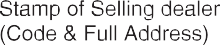 Stamp of Selling dealer
(Code & Full Address)